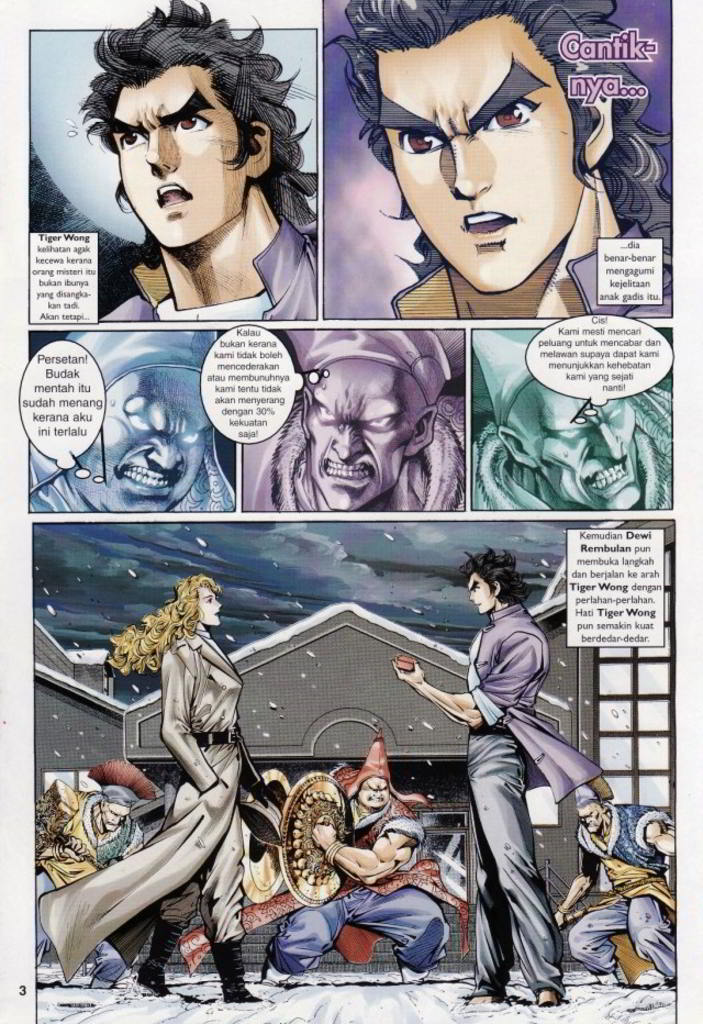 Tiger Wong
kelihatan agak
kecewa kerana
orang misteri itu
bukan ibunya
yang disangka-
kan tadi.
Akan tetapi...
Cantik-
nya...
...dia
benar-benar
mengagumi
kejelitaan
anak gadis itu.
Persetan!
Budak
mentah itu
sudah menang
kerana aku
ini terlalu
Kalau
bukan kerana
kami tidak boleh
mencederakan
atau membunuhnya
kami tentu tidak
akan menyerang
dengan 30%
kekuatan
saja!
Cis!
Kami mesti mencari
peluang untuk mencabar dan
melawan supaya dapat kami
menunjukkan kehebatan
kami yang sejati
nanti!
Kemudian Dewi
Rembulan pun
membuka langkah
dan berjalan ke arah
Tiger Wong dengan
perlahan-perlahan.
Hati Tiger Wong
pun semakin kuat
berdedar-dedar.
3